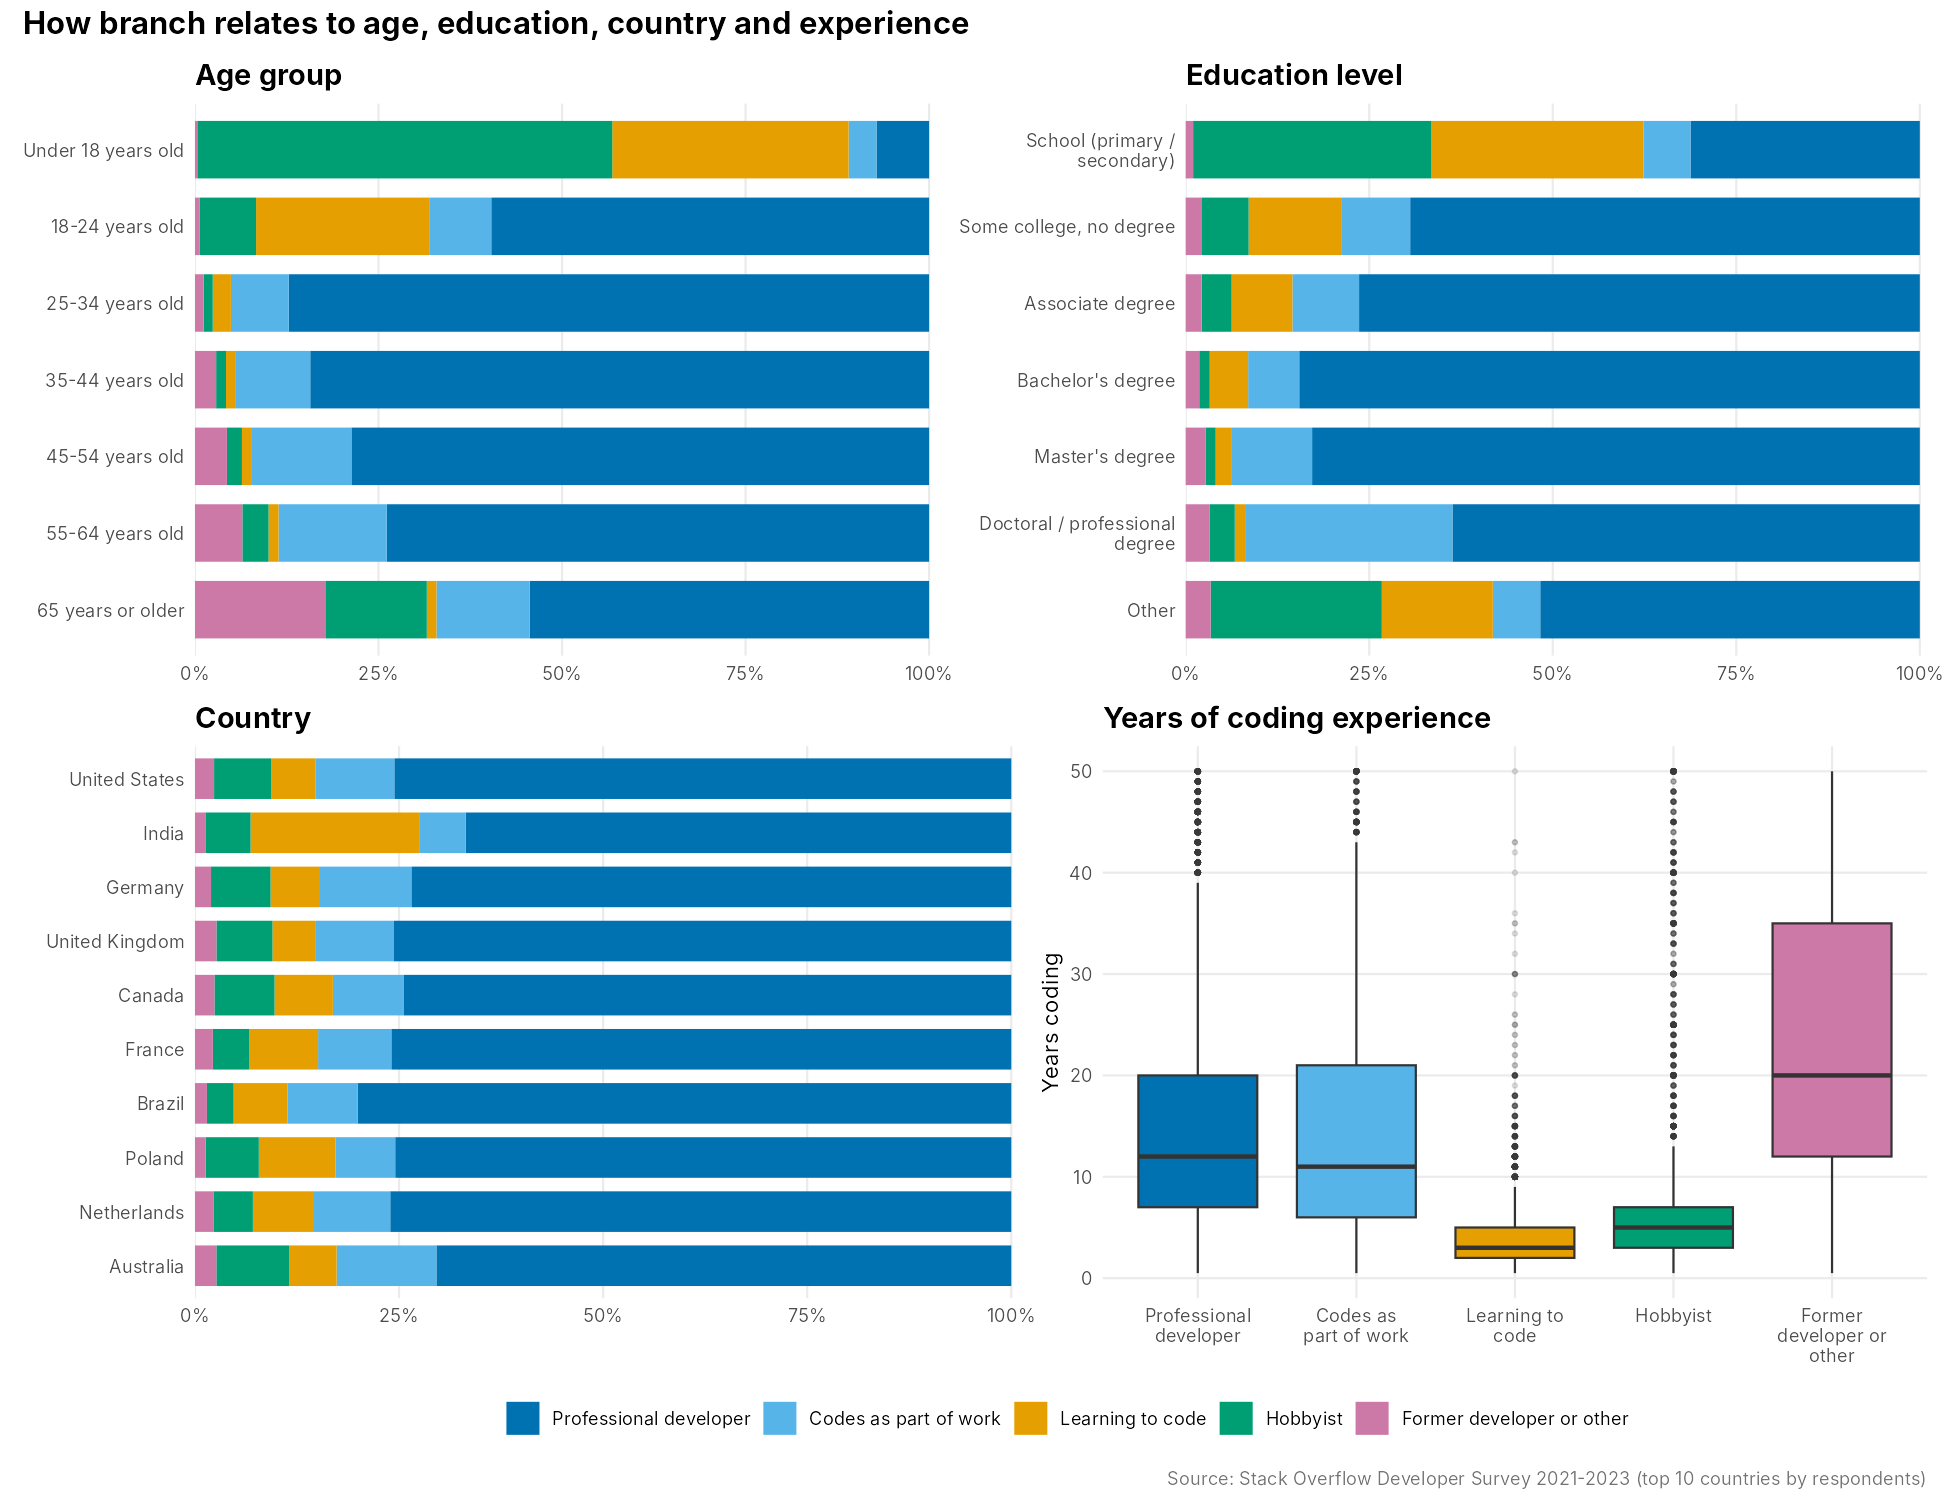 How branch relates to age, education, country and experience
Age group
Under 18 years old
18-24 years old
25-34 years old
35-44 years old
45-54 years old
55-64 years old
65 years or older
0%
25%
50%
75%
100%
Education level
School (primary /
secondary)
Some college, no degree
Associate degree
Bachelor's degree
Master's degree
Doctoral / professional
degree
Other
0%
25%
50%
75%
100%
Country
United States
India
Germany
United Kingdom
Canada
France
Brazil
Poland
Netherlands
Australia
0%
25%
50%
75%
100%
Years of coding experience
Years coding
50
40
30
20
10
0
Professional
developer
Codes as
part of work
Learning to
code
Hobbyist
Former
developer or
other
Professional developer
Codes as part of work
Learning to code
Hobbyist
Former developer or other
Source: Stack Overflow Developer Survey 2021-2023 (top 10 countries by respondents)